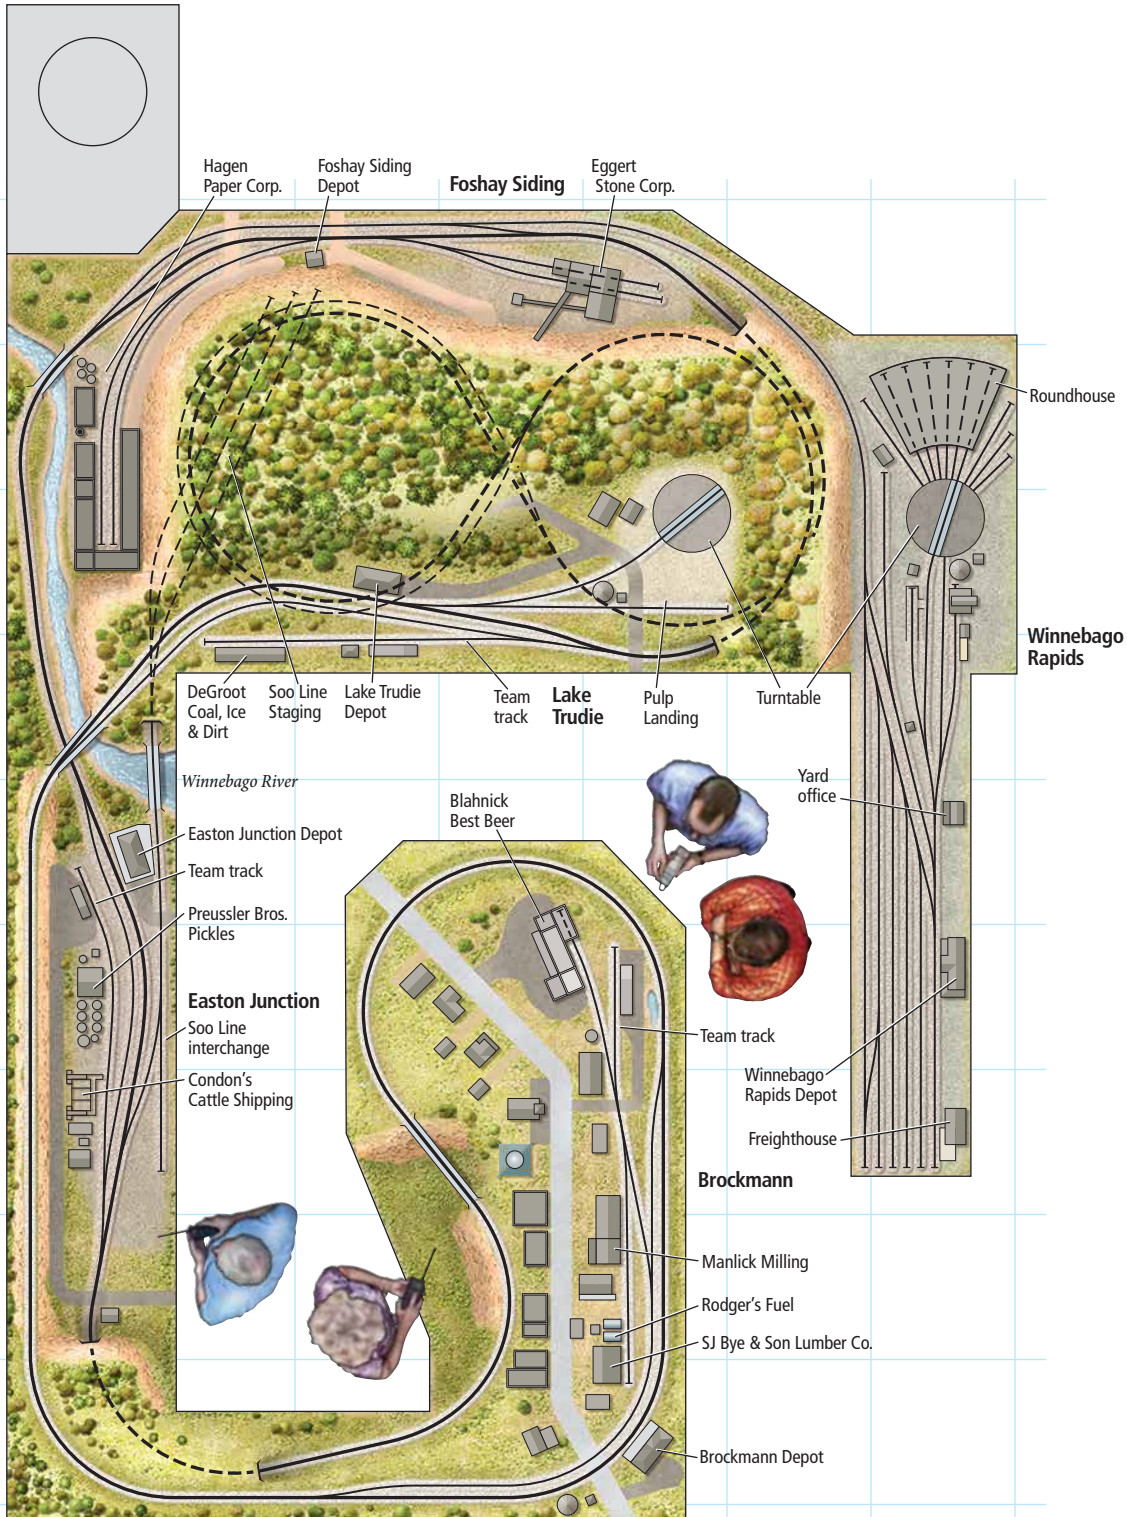 Hagen
Paper Corp.
Foshay Siding
Depot
Foshay Siding
Eggert
Stone Corp.
Roundhouse
Winnebago
Rapids
DeGroot
Coal, Ice
& Dirt
Soo Line
Staging
Lake Trudie
Depot
Team
track
Lake
Trudie
Pulp
Landing
Turntable
Winnebago River
Yard
office
Blahnick
Best Beer
Easton Junction Depot
Team track
Preussler Bros.
Pickles
Easton Junction
Soo Line
interchange
Condon's
Cattle Shipping
Team track
Winnebago
Rapids Depot
Freighthouse
Brockmann
Manlick Milling
Rodger's Fuel
SJ Bye & Son Lumber Co.
Brockmann Depot